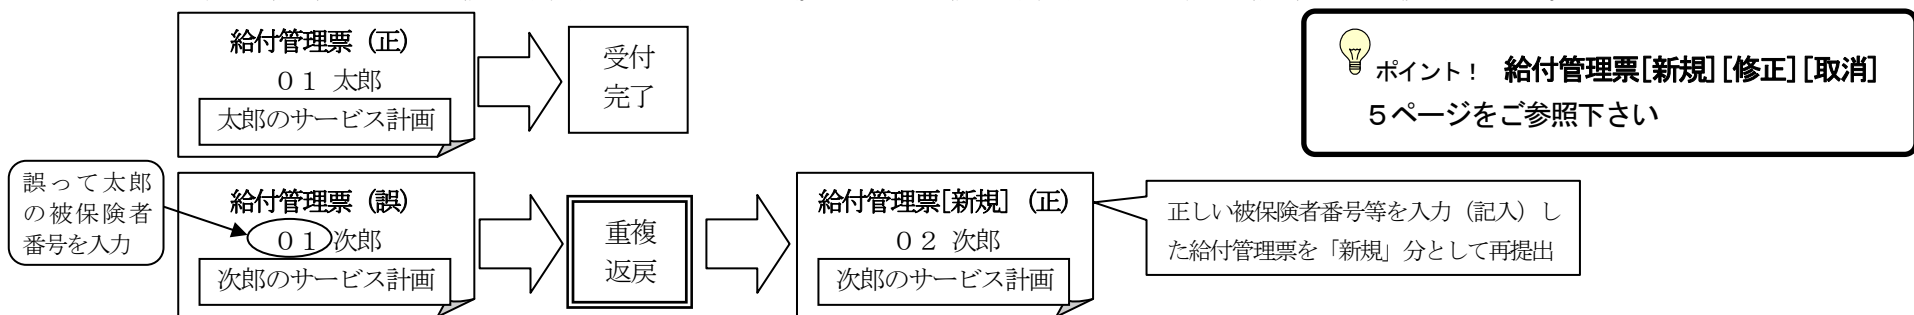 給付管理票（正）
０１ 太郎
太郎のサービス計画
受付
完了
ポイント！ 給付管理票[新規][修正][取消]
５ページをご参照下さい
誤って太郎
の被保険者
番号を入力
給付管理票（誤）
０１ 次郎
次郎のサービス計画
重複
返戻
給付管理票[新規]（正）
０２ 次郎
次郎のサービス計画
正しい被保険者番号等を入力（記入）し
た給付管理票を「新規」分として再提出